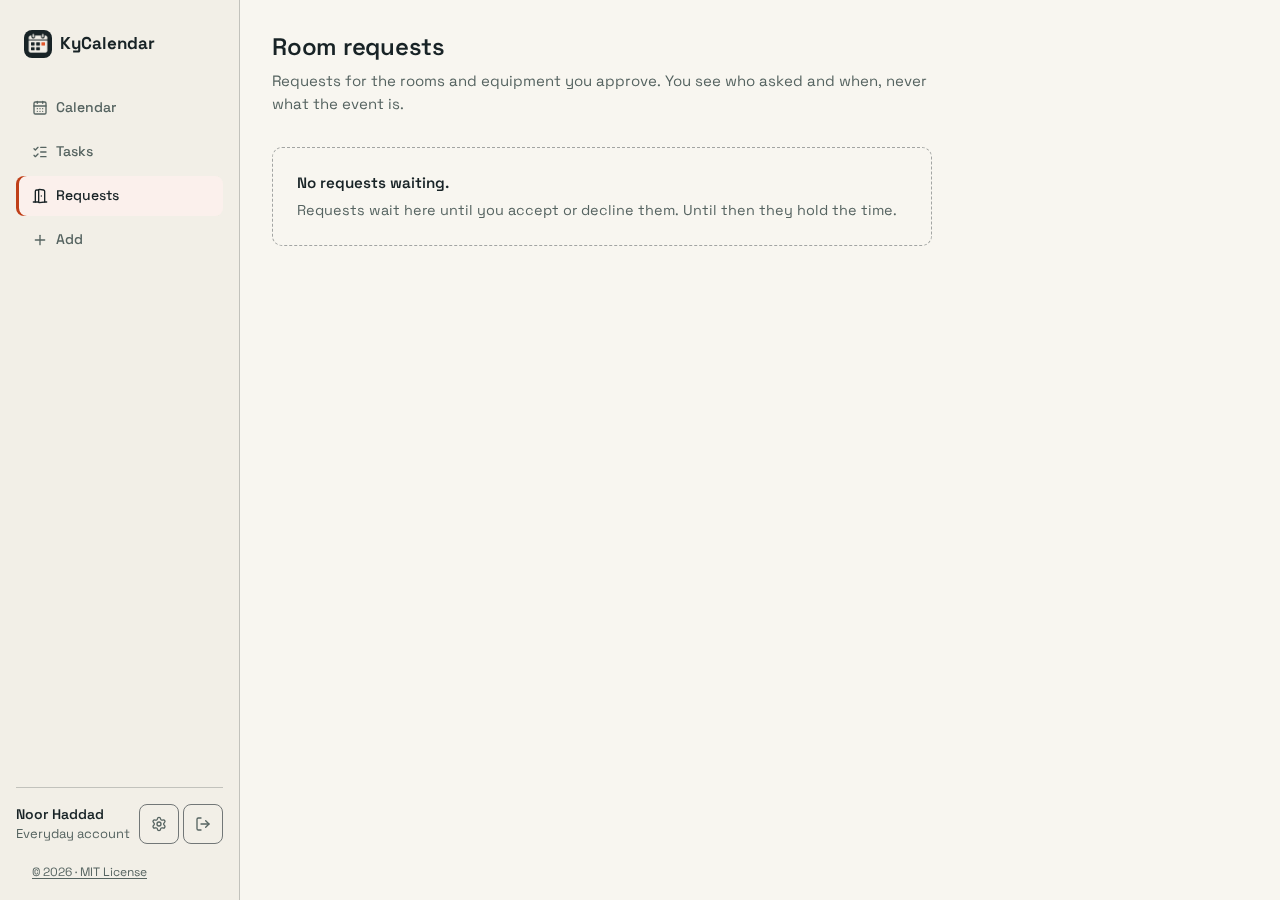 KyCalendar
Calendar
Tasks
Requests
Add
Noor Haddad
Everyday account
© 2026 · MIT License
Room requests
Requests for the rooms and equipment you approve. You see who asked and when, never
what the event is.
No requests waiting.
Requests wait here until you accept or decline them. Until then they hold the time.